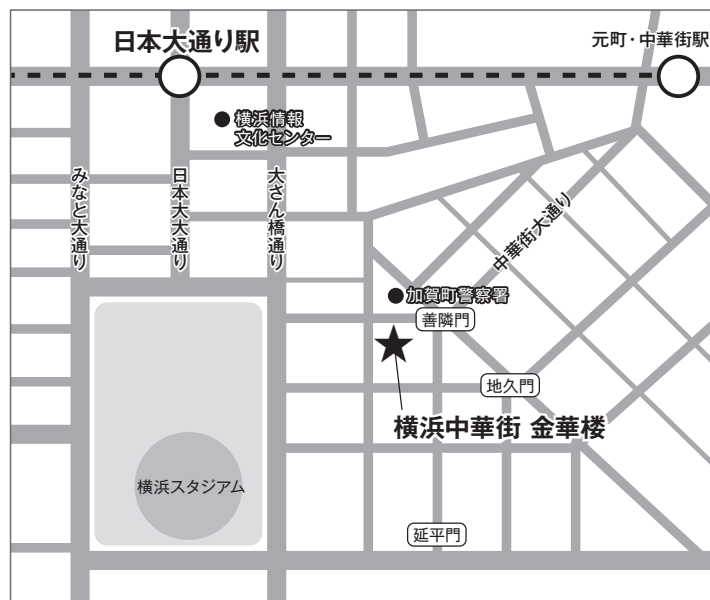 日本大通り駅
元町・中華街駅
横浜情報
文化センター
みなと大通り
日本大大通り
大さん橋通り
中華街大通り
加賀町警察署
善隣門
地久門
横浜中華街 金華楼
横浜スタジアム
延平門